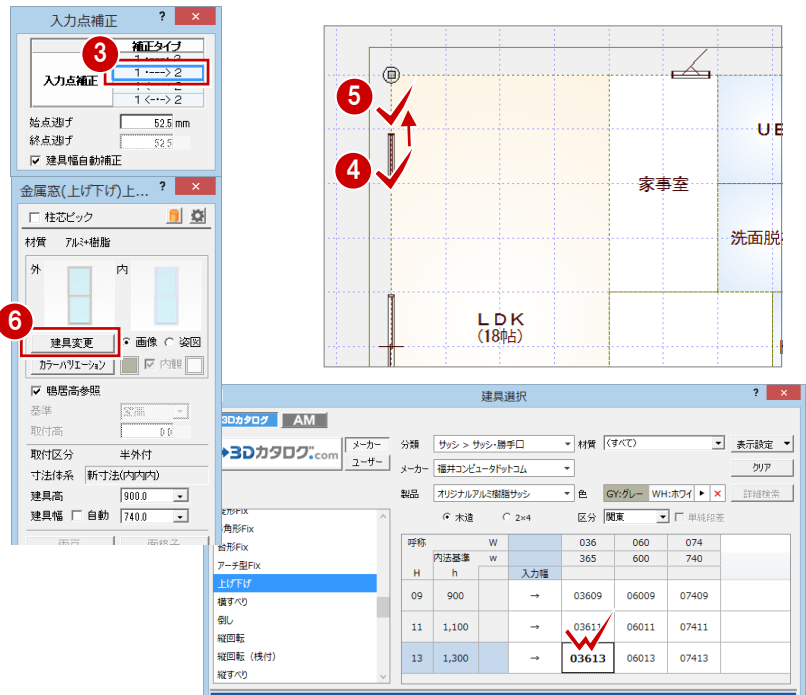 入力点補正 ? ×
補正タイプ
3
入力点補正
1 ・---> 2
1 <-・-> 2
始点逃げ 52.5 mm
終点逃げ 52.5
建具幅自動補正
金属窓(上げ下げ)上... ? ×
柱芯ピック
材質 アルミ+樹脂
外 内
6
建具変更 画像 姿図
カラーバリエーション 内観
鴨居高参照
基準
取付高 0.0
取付区分 半外付
寸法体系 新寸法(内内内)
建具高 900.0
建具幅 自動 740.0
5
4
UE
家事室
洗面脱
LDK
(18帖)
建具選択 ? ×
3Dカタログ AM
3Dカタログ.com
メーカー
ユーザー
分類 サッシ > サッシ・勝手口 材質 (すべて) 表示設定
メーカー 福井コンピュータドットコム クリア
製品 オリジナルアルミ樹脂サッシ 色 GY:グレー WH:ホワイ 詳細検索
木造 2×4 区分 関東 単純段差
角形Fix
台形Fix
アーチ型Fix
上げ下げ
横すべり
倒し
縦回転
縦回転（桟付）
縦すべり
呼称 W 036 060 074
内法基準 w 365 600 740
H h 入力幅
09 900 → 03609 06009 07409
11 1,100 → 03611 06011 07411
13 1,300 → 03613 06013 07413